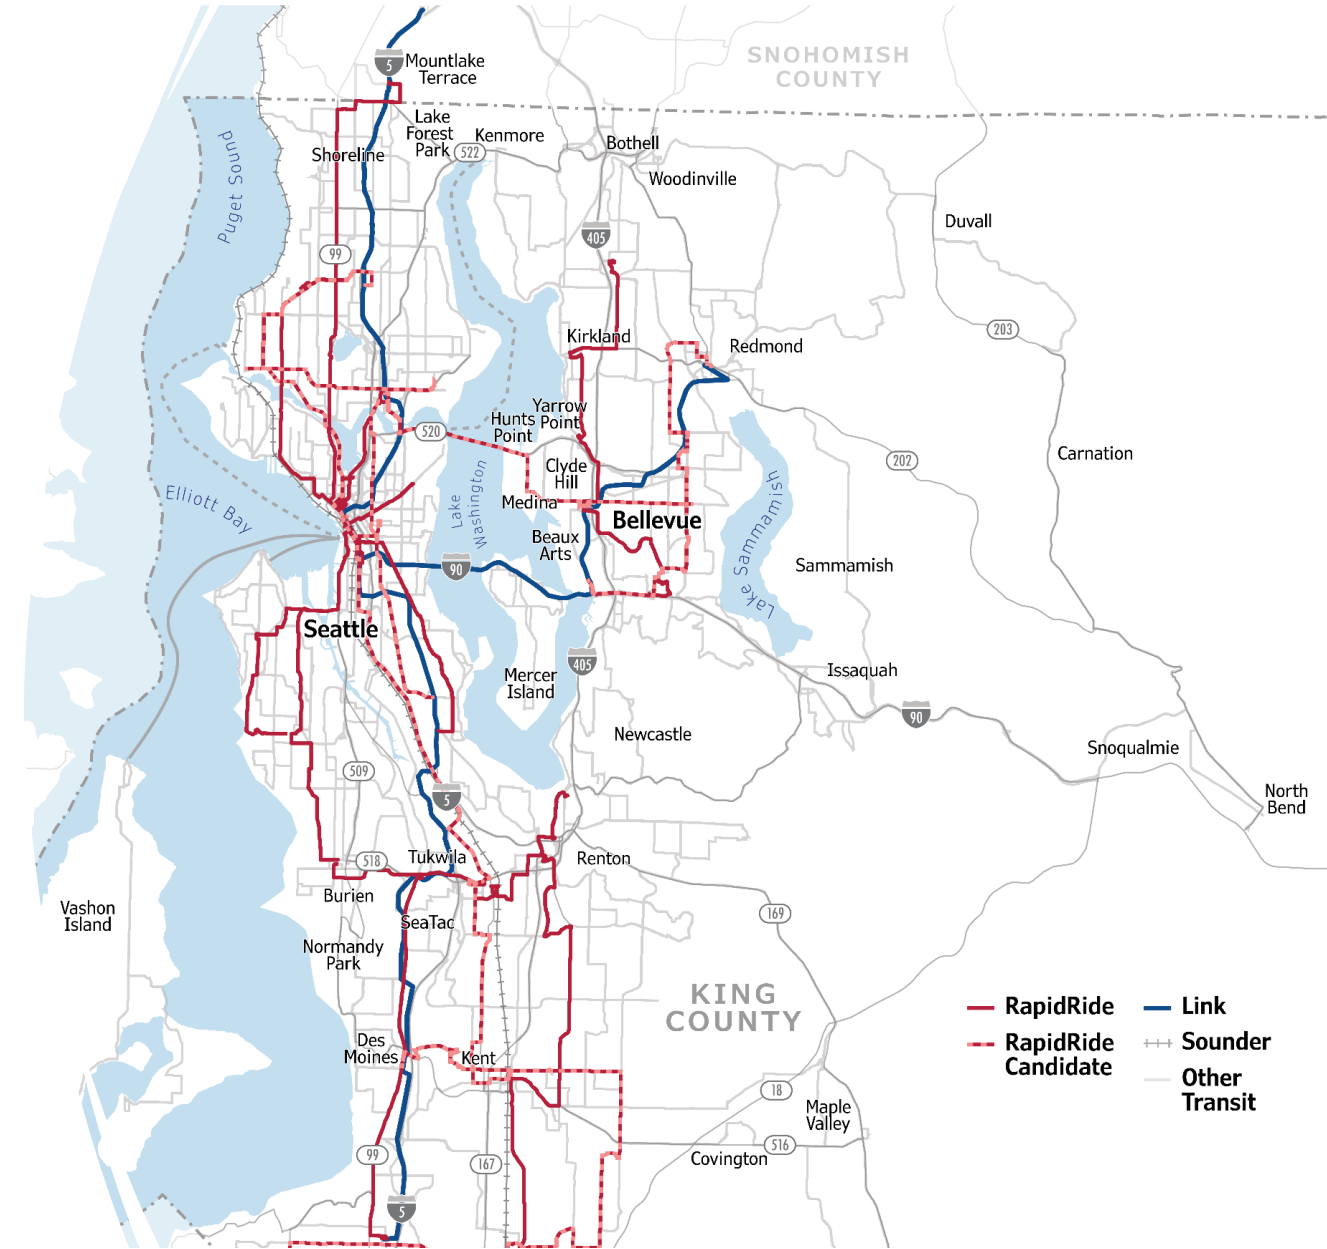 SNOHOMISH
COUNTY
5
Mountlake
Terrace
Lake
Forest
Park
Kenmore
522
Shoreline
Bothell
Woodinville
Puget Sound
Duvall
405
99
203
Kirkland
Redmond
Yarrow
Point
Hunts
Point
520
Clyde
Hill
202
Carnation
Elliott Bay
Lake
Washington
Medina
Bellevue
Lake Sammamish
Beaux
Arts
90
Sammamish
Seattle
405
Mercer
Island
Issaquah
90
Newcastle
Snoqualmie
509
5
North
Bend
518
Tukwila
Renton
Burien
Vashon
Island
169
SeaTac
Normandy
Park
KING
COUNTY
RapidRide
RapidRide
Candidate
Link
Sounder
Other
Transit
Des
Moines
Kent
18
Maple
Valley
516
Covington
99
167
5